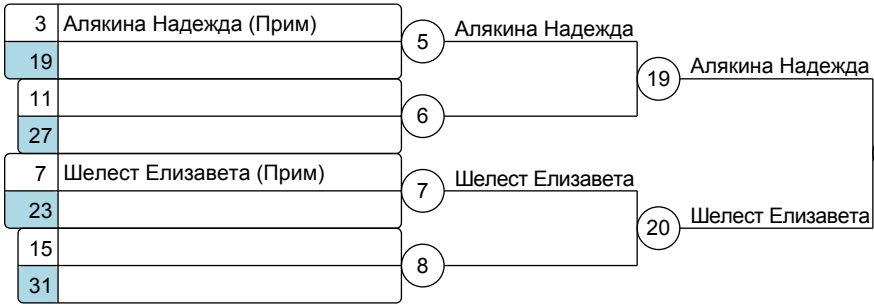 3 Алякина Надежда (Прим)
19
11
27
7 Шелест Елизавета (Прим)
23
15
31
5 Алякина Надежда
6
7 Шелест Елизавета
8
19 Алякина Надежда
20 Шелест Елизавета